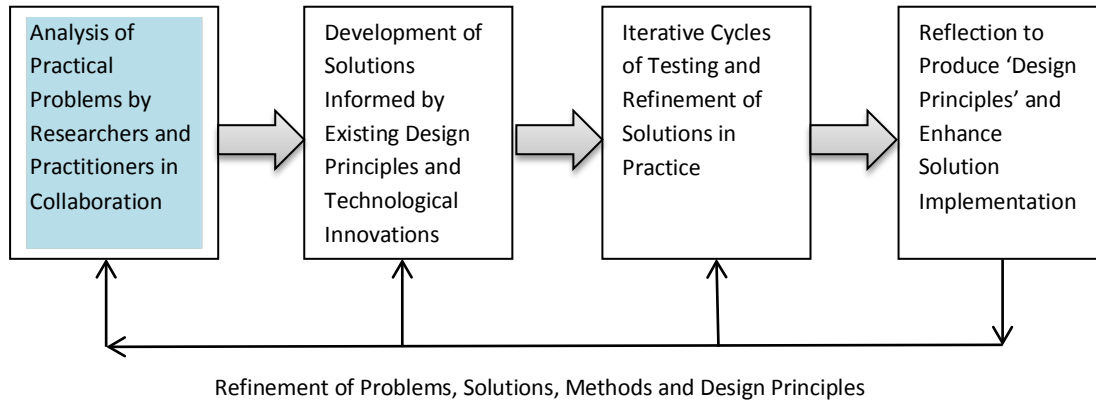 Analysis of
Practical
Problems by
Researchers and
Practitioners in
Collaboration
Development of
Solutions
Informed by
Existing Design
Principles and
Technological
Innovations
Iterative Cycles
of Testing and
Refinement of
Solutions in
Practice
Reflection to
Produce ‘Design
Principles’ and
Enhance
Solution
Implementation
Refinement of Problems, Solutions, Methods and Design Principles